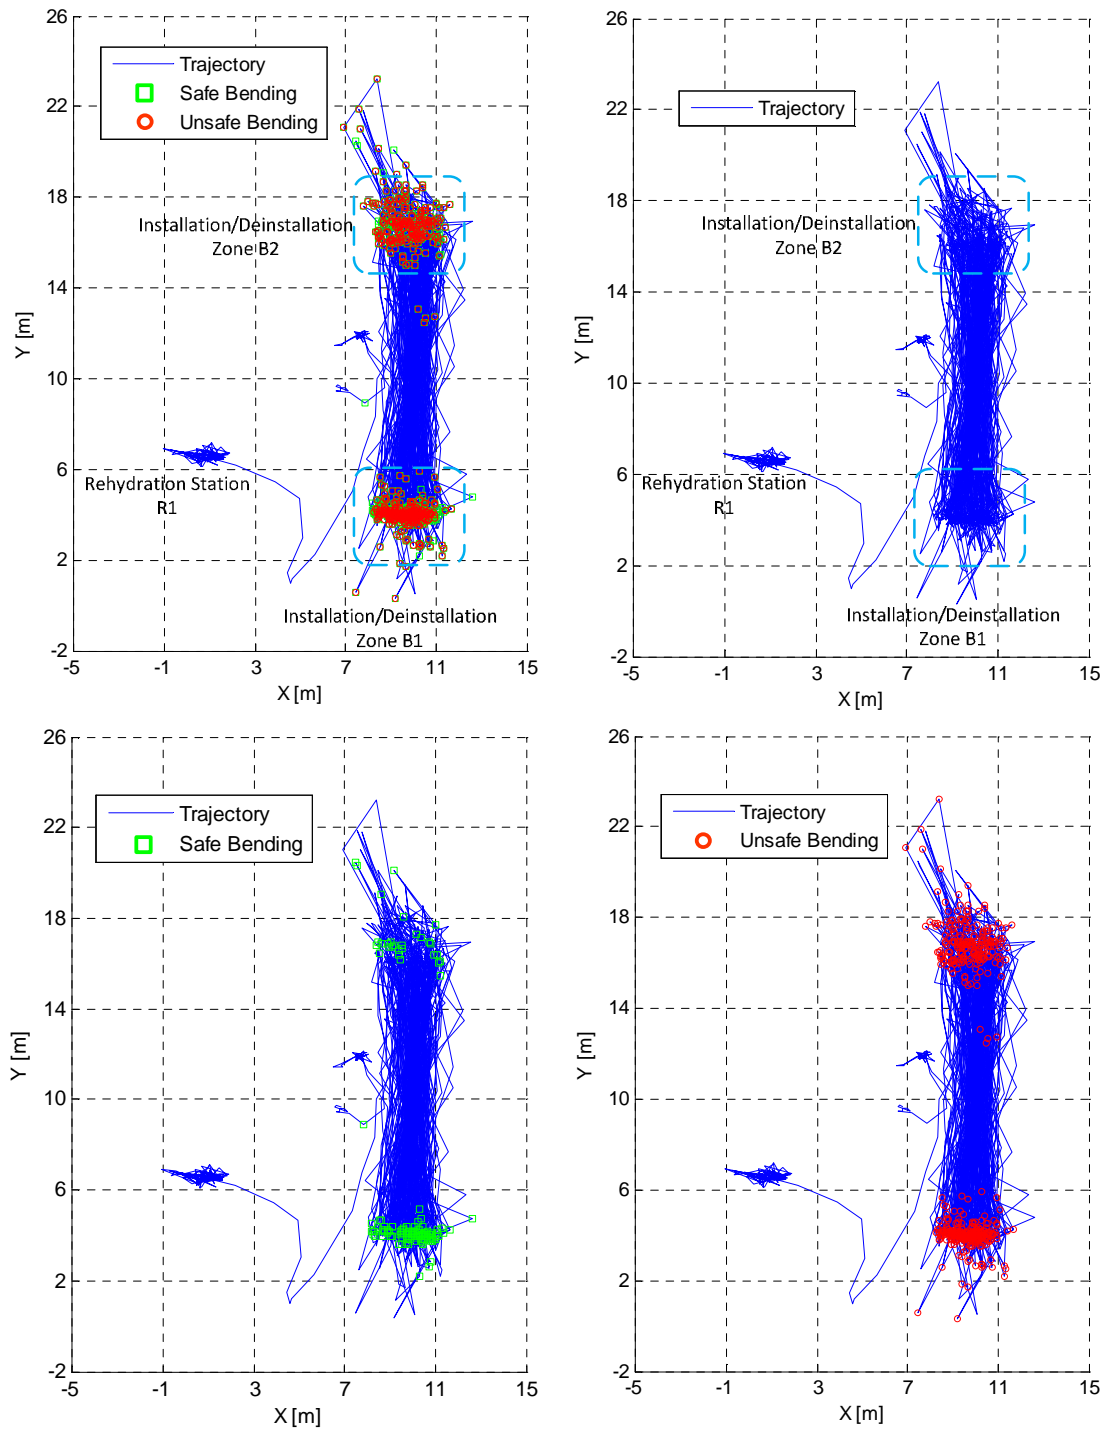 26
22
18
14
10
6
2
-2
Y [m]
Trajectory
Safe Bending
Unsafe Bending
Installation/Deinstallation
Zone B2
Rehydration Station
R1
Installation/Deinstallation
Zone B1
-5
-1
3
7
11
15
X [m]
26
22
18
14
10
6
2
-2
Y [m]
Trajectory
Installation/Deinstallation
Zone B2
Rehydration Station
R1
Installation/Deinstallation
Zone B1
-5
-1
3
7
11
15
X [m]
26
22
18
14
10
6
2
-2
Y [m]
Trajectory
Safe Bending
-5
-1
3
7
11
15
X [m]
26
22
18
14
10
6
2
-2
Y [m]
Trajectory
Unsafe Bending
-5
-1
3
7
11
15
X [m]